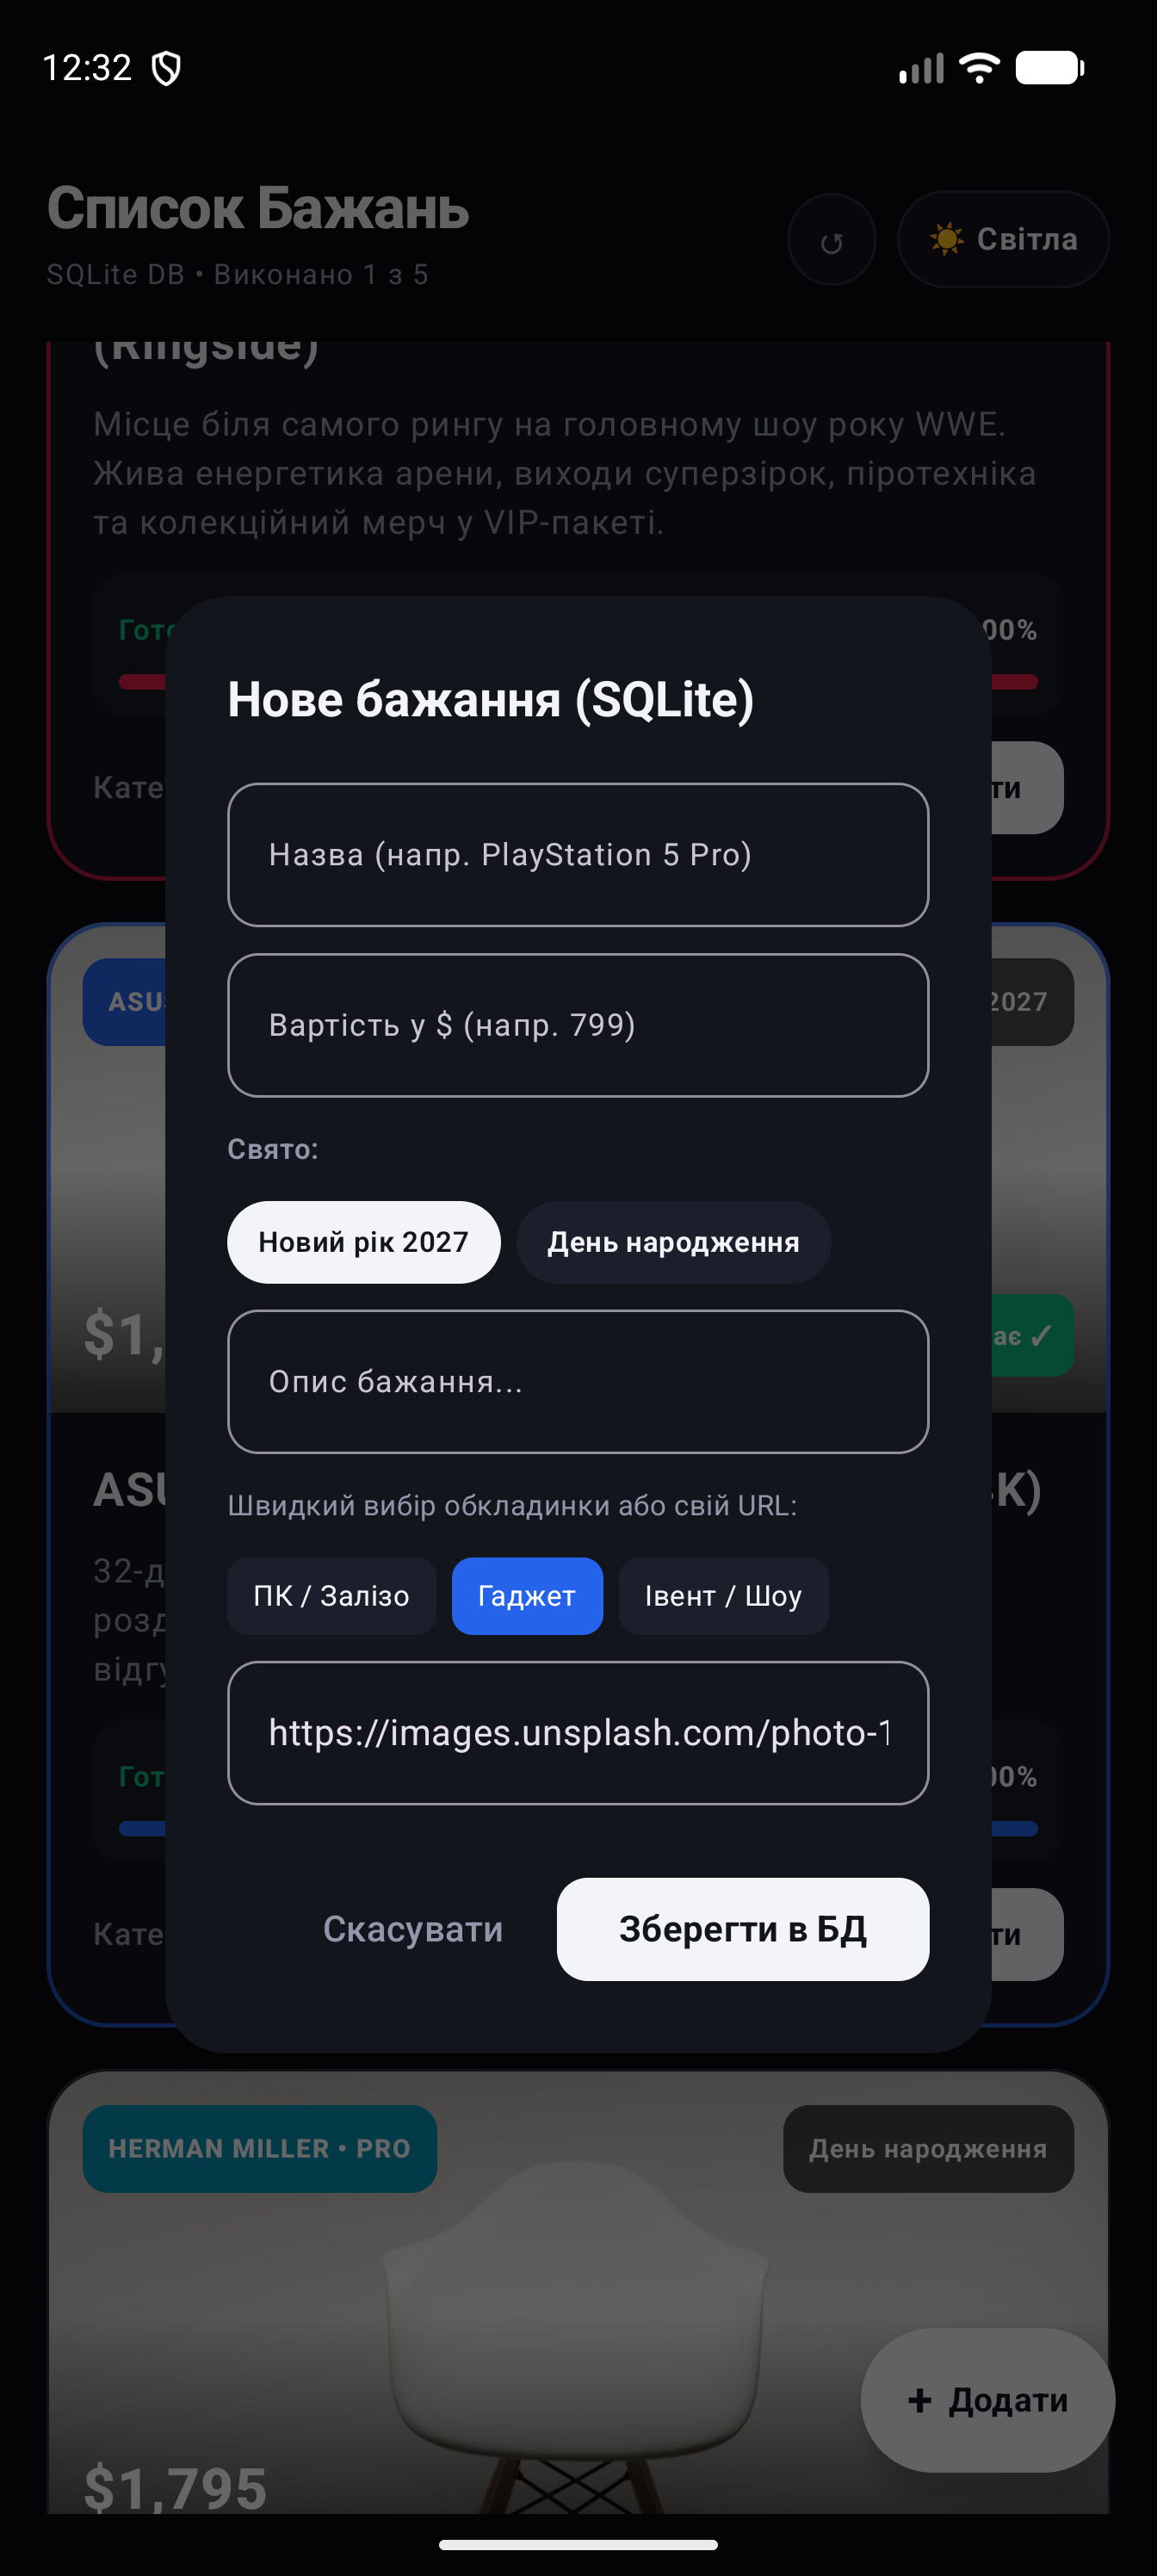 12:32
Список Бажань
SQLite DB • Виконано 1 з 5
☀️ Світла
(Ringside)
Місце біля самого рингу на головному шоу року WWE.
Жива енергетика арени, виходи суперзірок, піротехніка
та колекційний мерч у VIP-пакеті.
Нове бажання (SQLite)
Назва (напр. PlayStation 5 Pro)
Вартість у $ (напр. 799)
2027
Свято:
Новий рік 2027
День народження
Опис бажання...
Швидкий вибір обкладинки або свій URL:
ПК / Залізо
Гаджет
Івент / Шоу
https://images.unsplash.com/photo-1
Скасувати
Зберегти в БД
HERMAN MILLER • PRO
День народження
+ Додати
$1,795